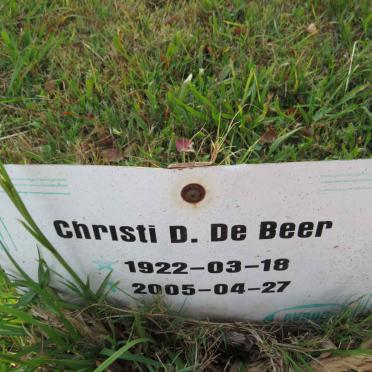 Christi D. De Beer
1922-03-18
2005-04-27